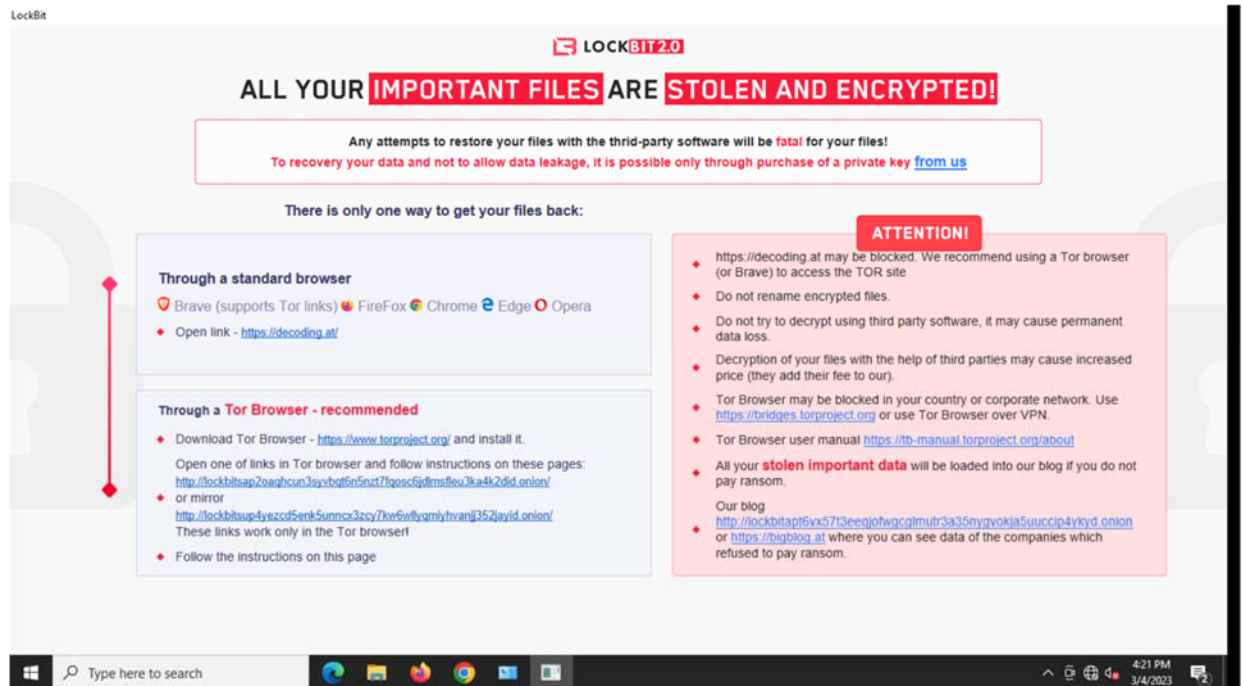 LockBit
LOCKBIT 2.0
ALL YOUR IMPORTANT FILES ARE STOLEN AND ENCRYPTED!
Any attempts to restore your files with the thrid-party software will be fatal for your files!
To recovery your data and not to allow data leakage, it is possible only through purchase of a private key from us
There is only one way to get your files back:
Through a standard browser
Brave (supports Tor links) FireFox Chrome Edge Opera
Open link - https://decoding.at/
Through a Tor Browser - recommended
Download Tor Browser - https://www.torproject.org/ and install it.
Open one of links in Tor browser and follow instructions on these pages:
or mirror
These links work only in the Tor browser!
Follow the instructions on this page
ATTENTION!
https://decoding.at may be blocked. We recommend using a Tor browser
(or Brave) to access the TOR site
Do not rename encrypted files.
Do not try to decrypt using third party software, it may cause permanent
data loss.
Decryption of your files with the help of third parties may cause increased
price (they add their fee to our).
Tor Browser may be blocked in your country or corporate network. Use
https://bridges.torproject.org or use Tor Browser over VPN.
Tor Browser user manual https://tb-manual.torproject.org/about
All your stolen important data will be loaded into our blog if you do not
pay ransom.
Our blog
or https://bigblog.at where you can see data of the companies which
refused to pay ransom.
Type here to search
4:21 PM
3/4/2023
2